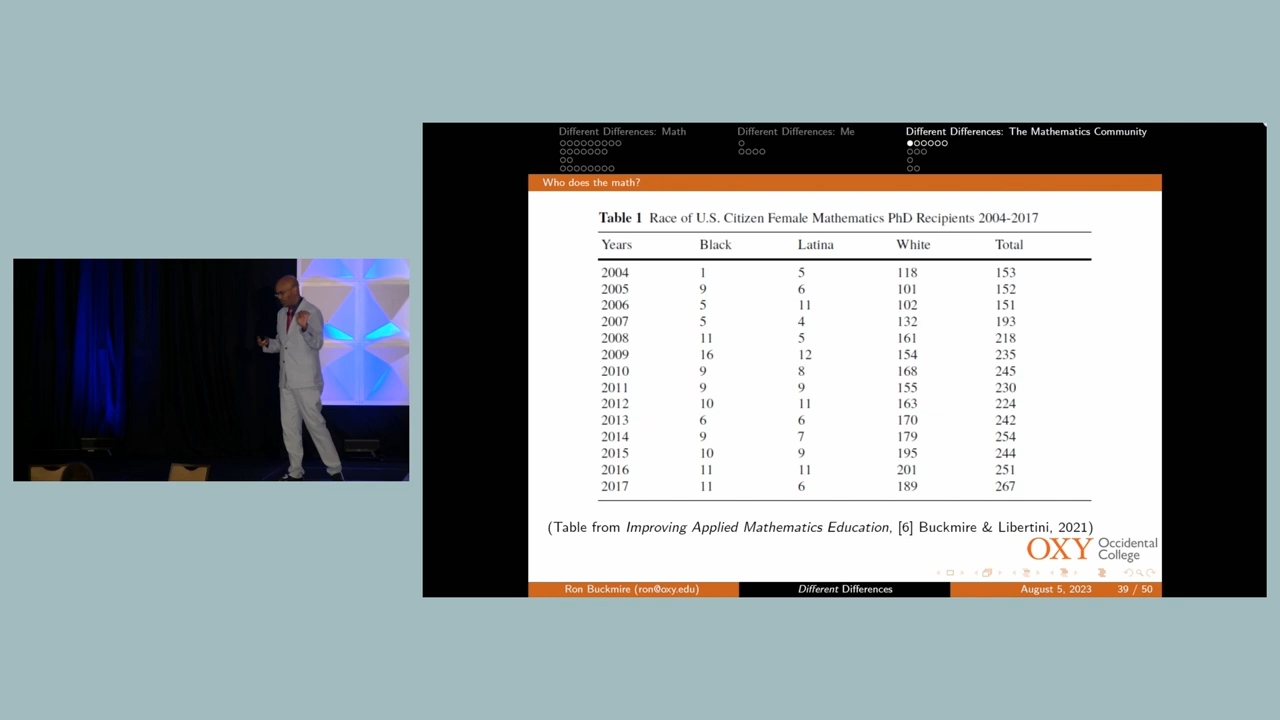 Different Differences: Math Different Differences: Me Different Differences: The Mathematics Community
Who does the math?
Table 1 Race of U.S. Citizen Female Mathematics PhD Recipients 2004-2017
Years Black Latina White Total
2004 1 5 118 153
2005 9 6 101 152
2006 5 11 102 151
2007 5 4 132 193
2008 11 5 161 218
2009 16 12 154 235
2010 9 8 168 245
2011 9 9 155 230
2012 10 11 163 224
2013 6 6 170 242
2014 9 7 179 254
2015 10 9 195 244
2016 11 11 201 251
2017 11 6 189 267
(Table from Improving Applied Mathematics Education, [6] Buckmire & Libertini, 2021)
OXY Occidental
College
Ron Buckmire (ron@oxy.edu) Different Differences August 5, 2023 39 / 50